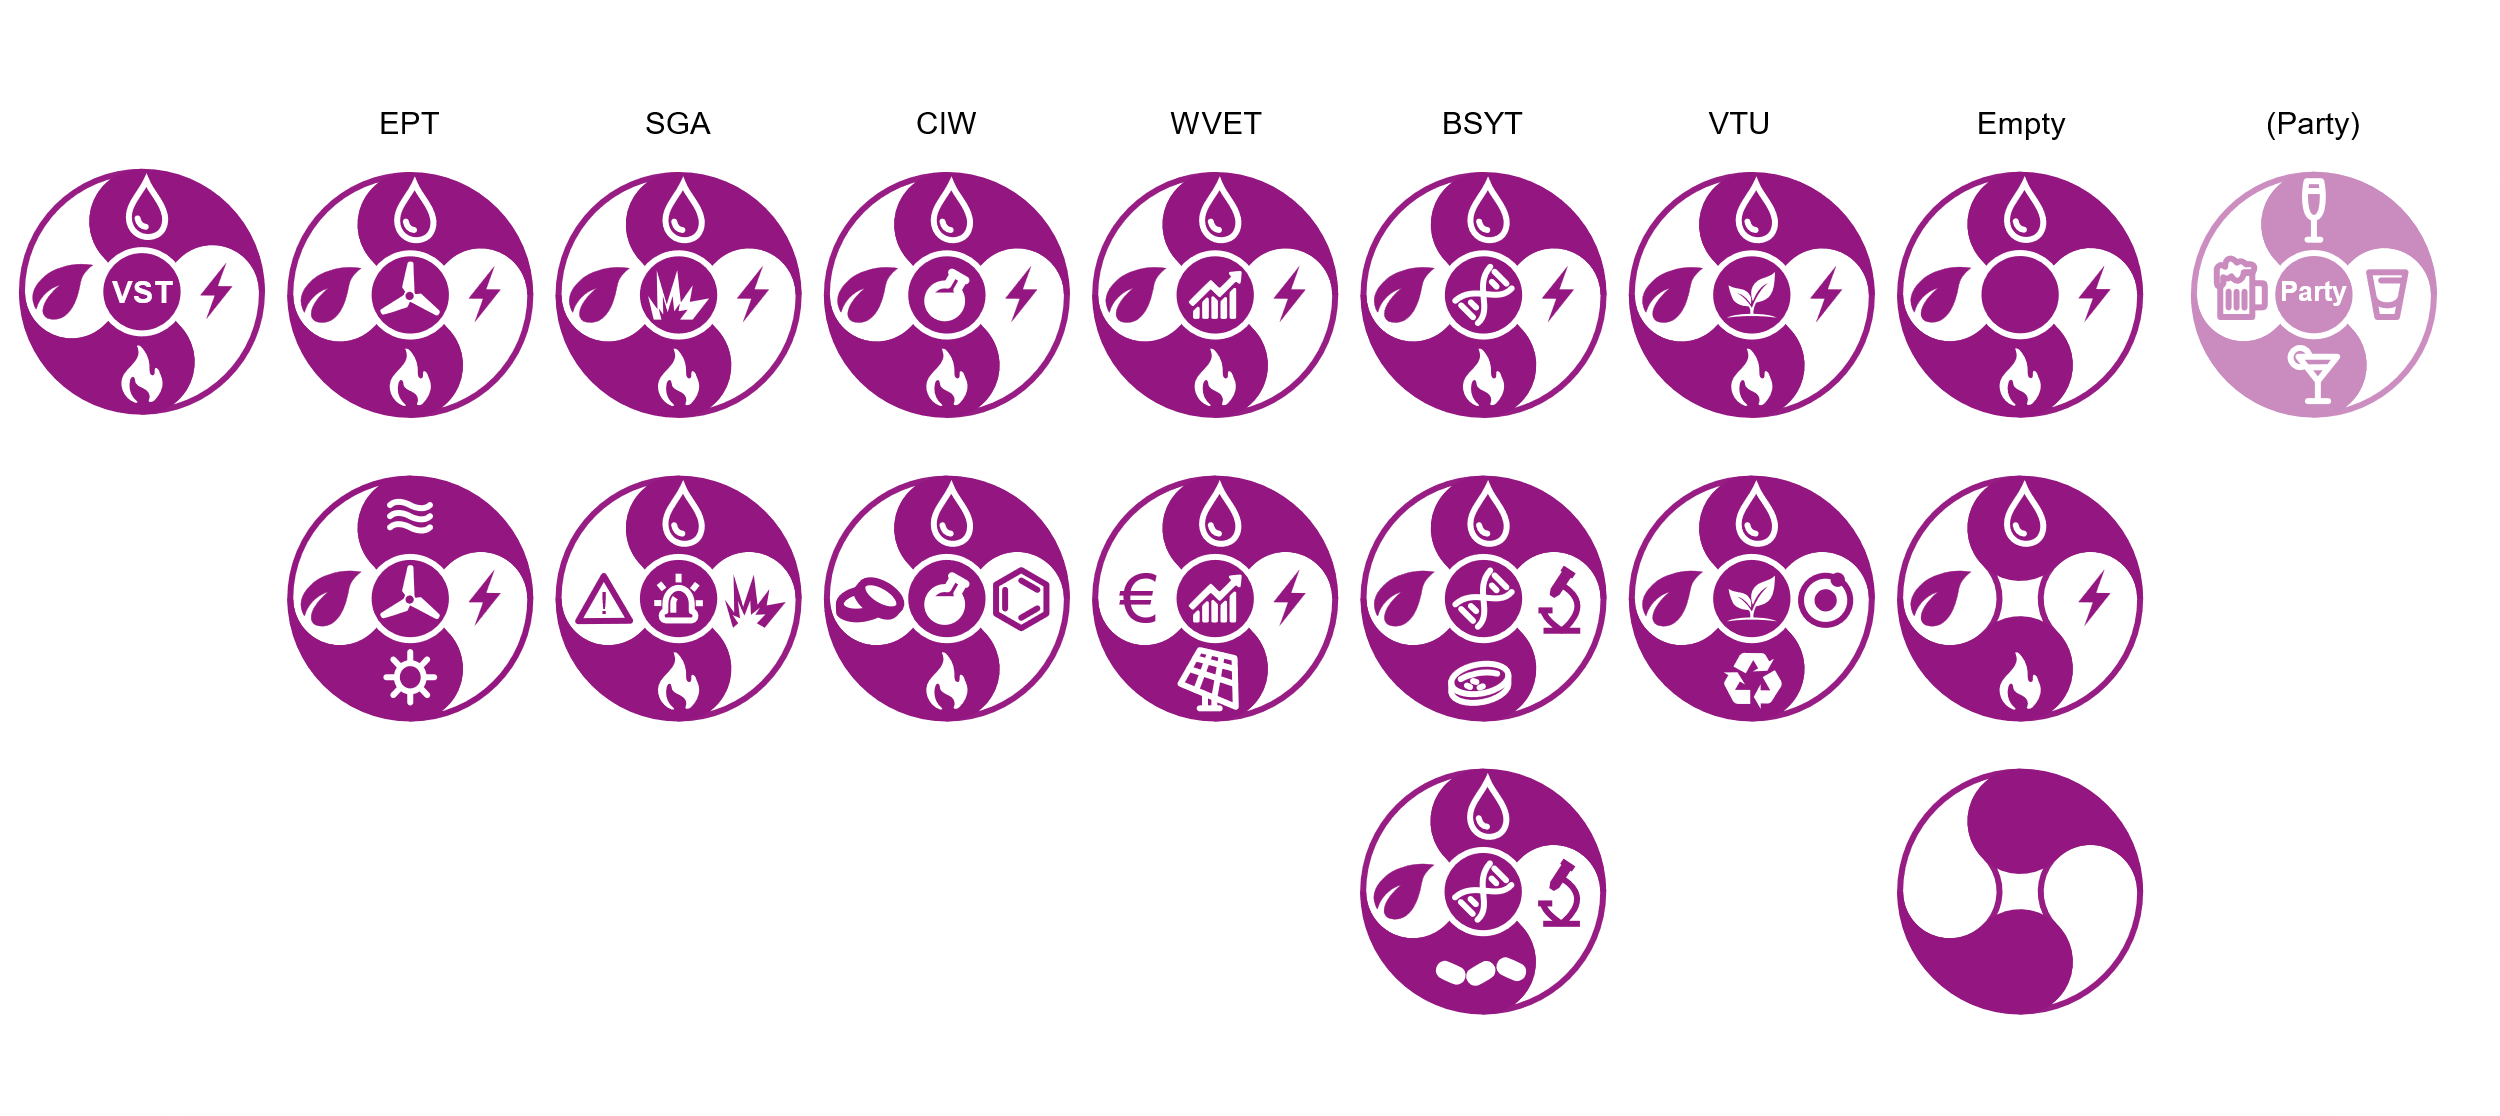 EPT
SGA
CIW
WVET
BSYT
VTU
Empty
(Party)
VST
Party
!
€